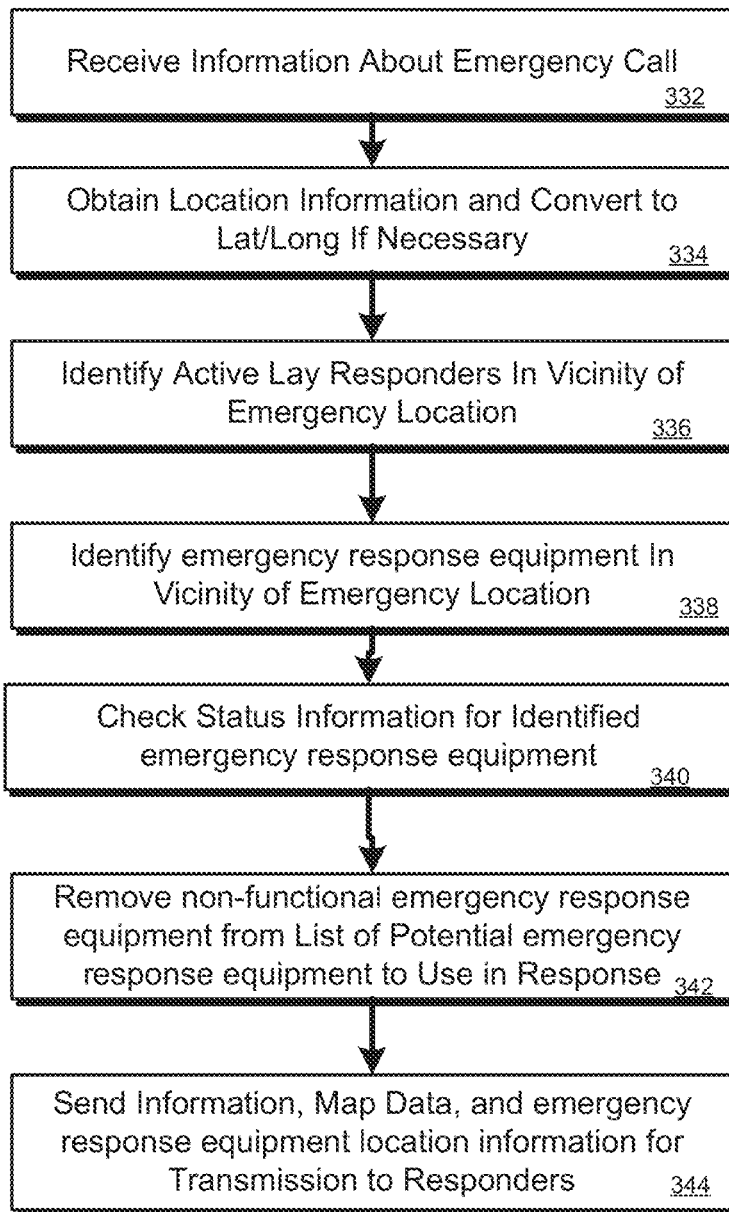 Receive Information About Emergency Call
332
Obtain Location Information and Convert to
Lat/Long If Necessary
334
Identify Active Lay Responders In Vicinity of
Emergency Location
336
Identify emergency response equipment In
Vicinity of Emergency Location
338
Check Status Information for Identified
emergency response equipment
340
Remove non-functional emergency response
equipment from List of Potential emergency
response equipment to Use in Response
342
Send Information, Map Data, and emergency
response equipment location information for
Transmission to Responders
344